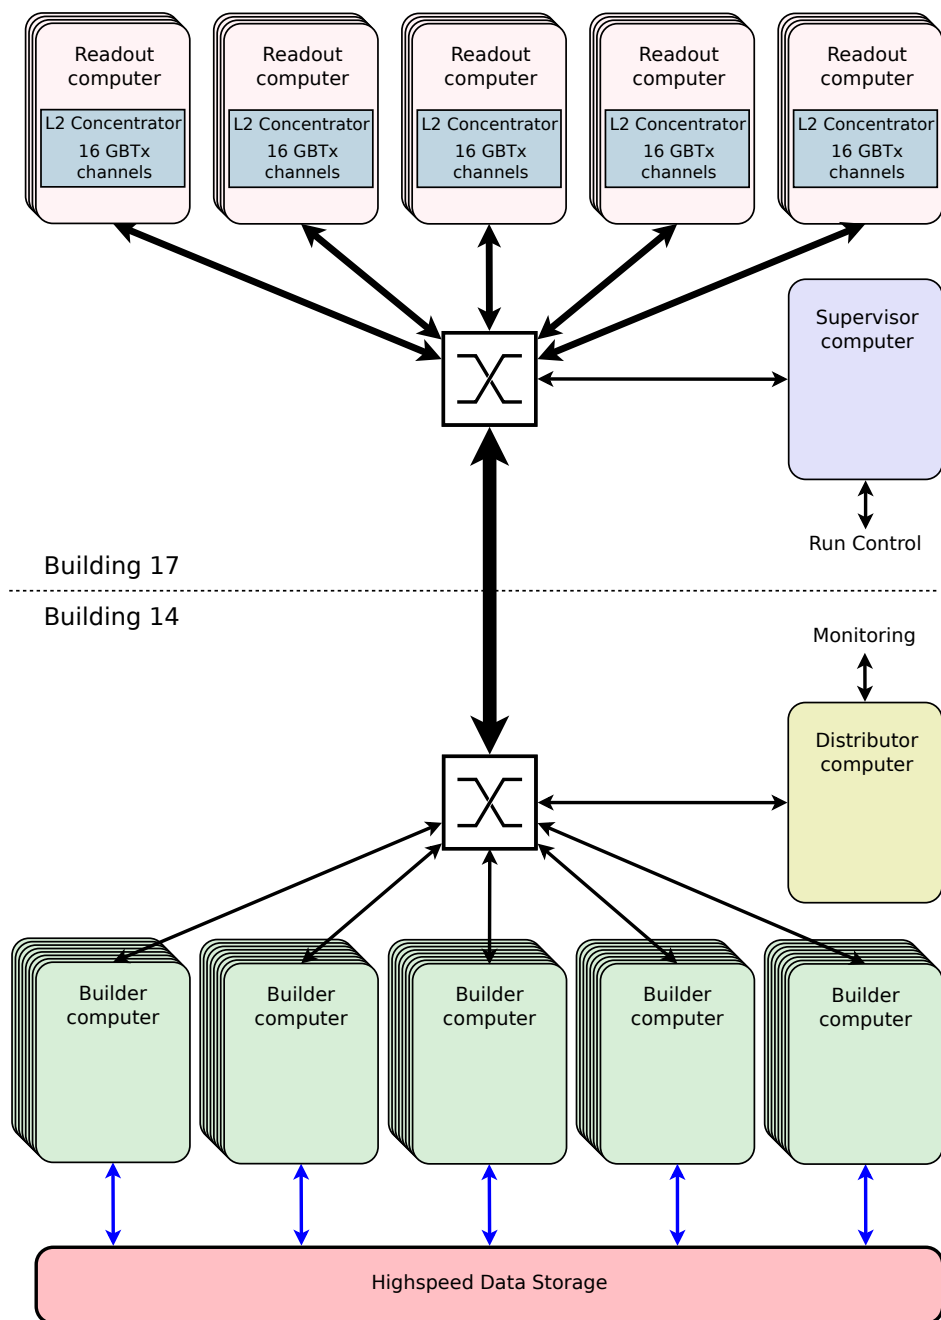 Readout
computer
L2 Concentrator
16 GBTx
channels
Readout
computer
L2 Concentrator
16 GBTx
channels
Readout
computer
L2 Concentrator
16 GBTx
channels
Readout
computer
L2 Concentrator
16 GBTx
channels
Readout
computer
L2 Concentrator
16 GBTx
channels
Supervisor
computer
Run Control
Building 17
Building 14
Monitoring
Distributor
computer
Builder
computer
Builder
computer
Builder
computer
Builder
computer
Builder
computer
Highspeed Data Storage